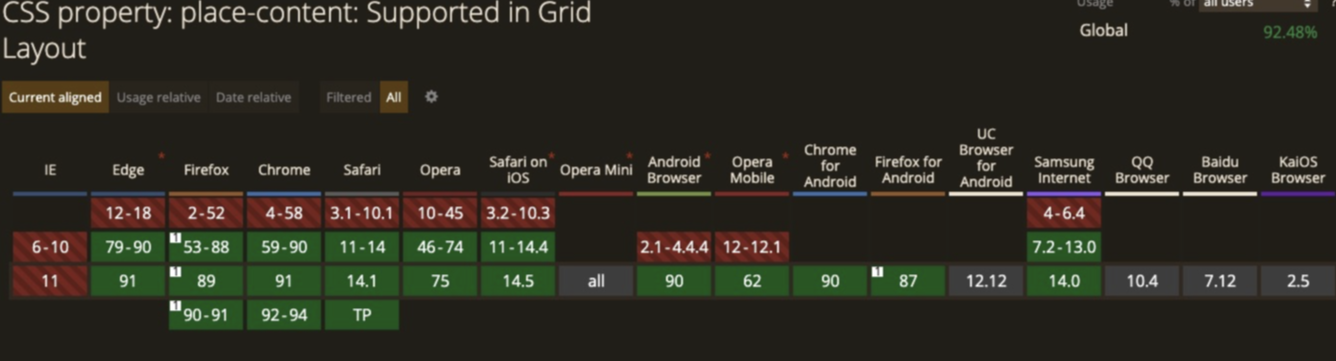 CSS property: place-content: Supported in Grid
Layout
Usage % of all users
Global 92.48%
Current aligned Usage relative Date relative Filtered All
IE Edge * Firefox Chrome Safari Opera Safari on iOS * Opera Mini * Android Browser * Opera Mobile * Chrome for Android Firefox for Android UC Browser for Android Samsung Internet QQ Browser Baidu Browser KaiOS Browser
12-18 2-52 4-58 3.1-10.1 10-45 3.2-10.3 4-6.4
6-10 79-90 1 53-88 59-90 11-14 46-74 11-14.4 2.1-4.4.4 12-12.1 7.2-13.0
11 91 1 89 91 14.1 75 14.5 all 90 62 90 1 87 12.12 14.0 10.4 7.12 2.5
1 90-91 92-94 TP